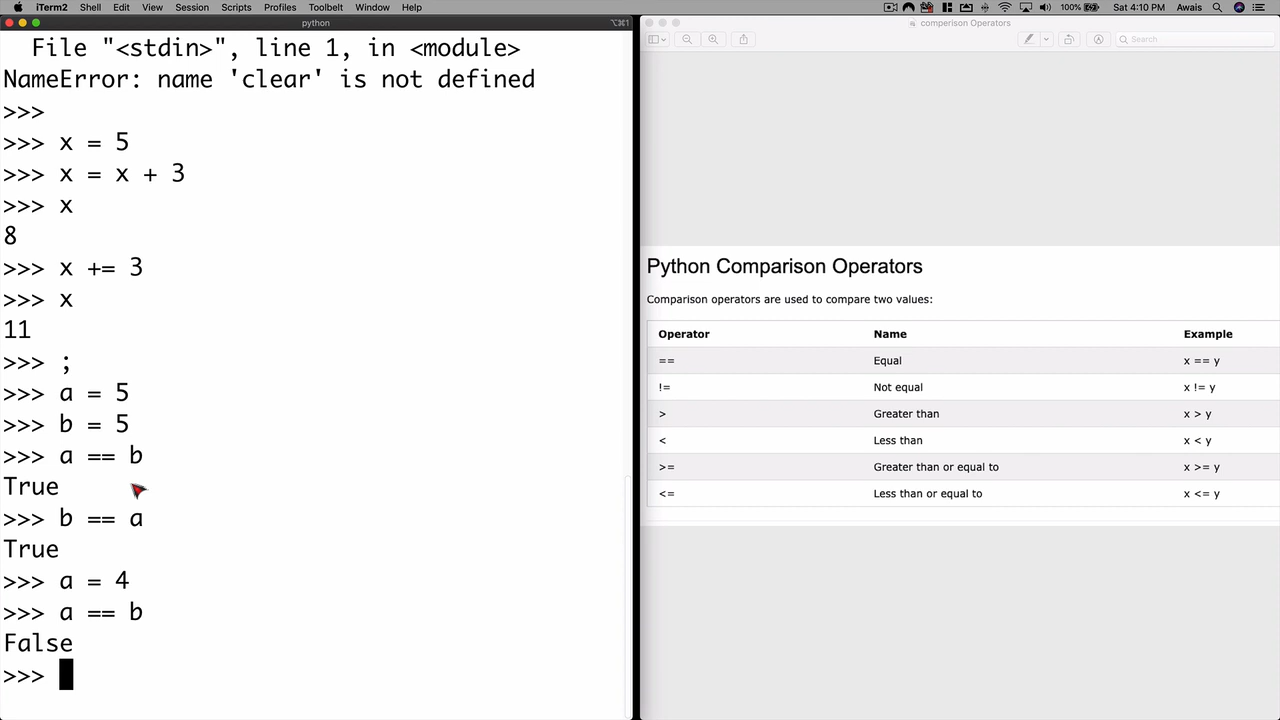 iTerm2 Shell Edit View Session Scripts Profiles Toolbelt Window Help 100% Sat 4:10 PM Awais
python ⌥⌘1
File "<stdin>", line 1, in <module>
NameError: name 'clear' is not defined
>>>
>>> x = 5
>>> x = x + 3
>>> x
8
>>> x += 3
>>> x
11
>>> ;
>>> a = 5
>>> b = 5
>>> a == b
True
>>> b == a
True
>>> a = 4
>>> a == b
False
>>>
comperison Operators
Search
Python Comparison Operators
Comparison operators are used to compare two values:
Operator Name Example
== Equal x == y
!= Not equal x != y
> Greater than x > y
< Less than x < y
>= Greater than or equal to x >= y
<= Less than or equal to x <= y